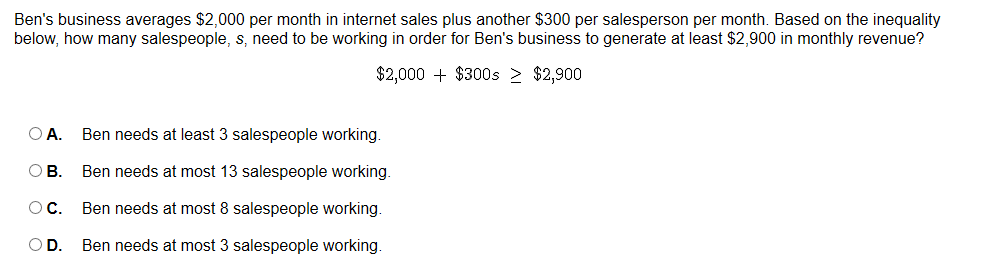 Ben's business averages $2,000 per month in internet sales plus another $300 per salesperson per month. Based on the inequality
below, how many salespeople, s, need to be working in order for Ben's business to generate at least $2,900 in monthly revenue?
$2,000 + $300s ≥ $2,900
A. Ben needs at least 3 salespeople working.
B. Ben needs at most 13 salespeople working.
C. Ben needs at most 8 salespeople working.
D. Ben needs at most 3 salespeople working.